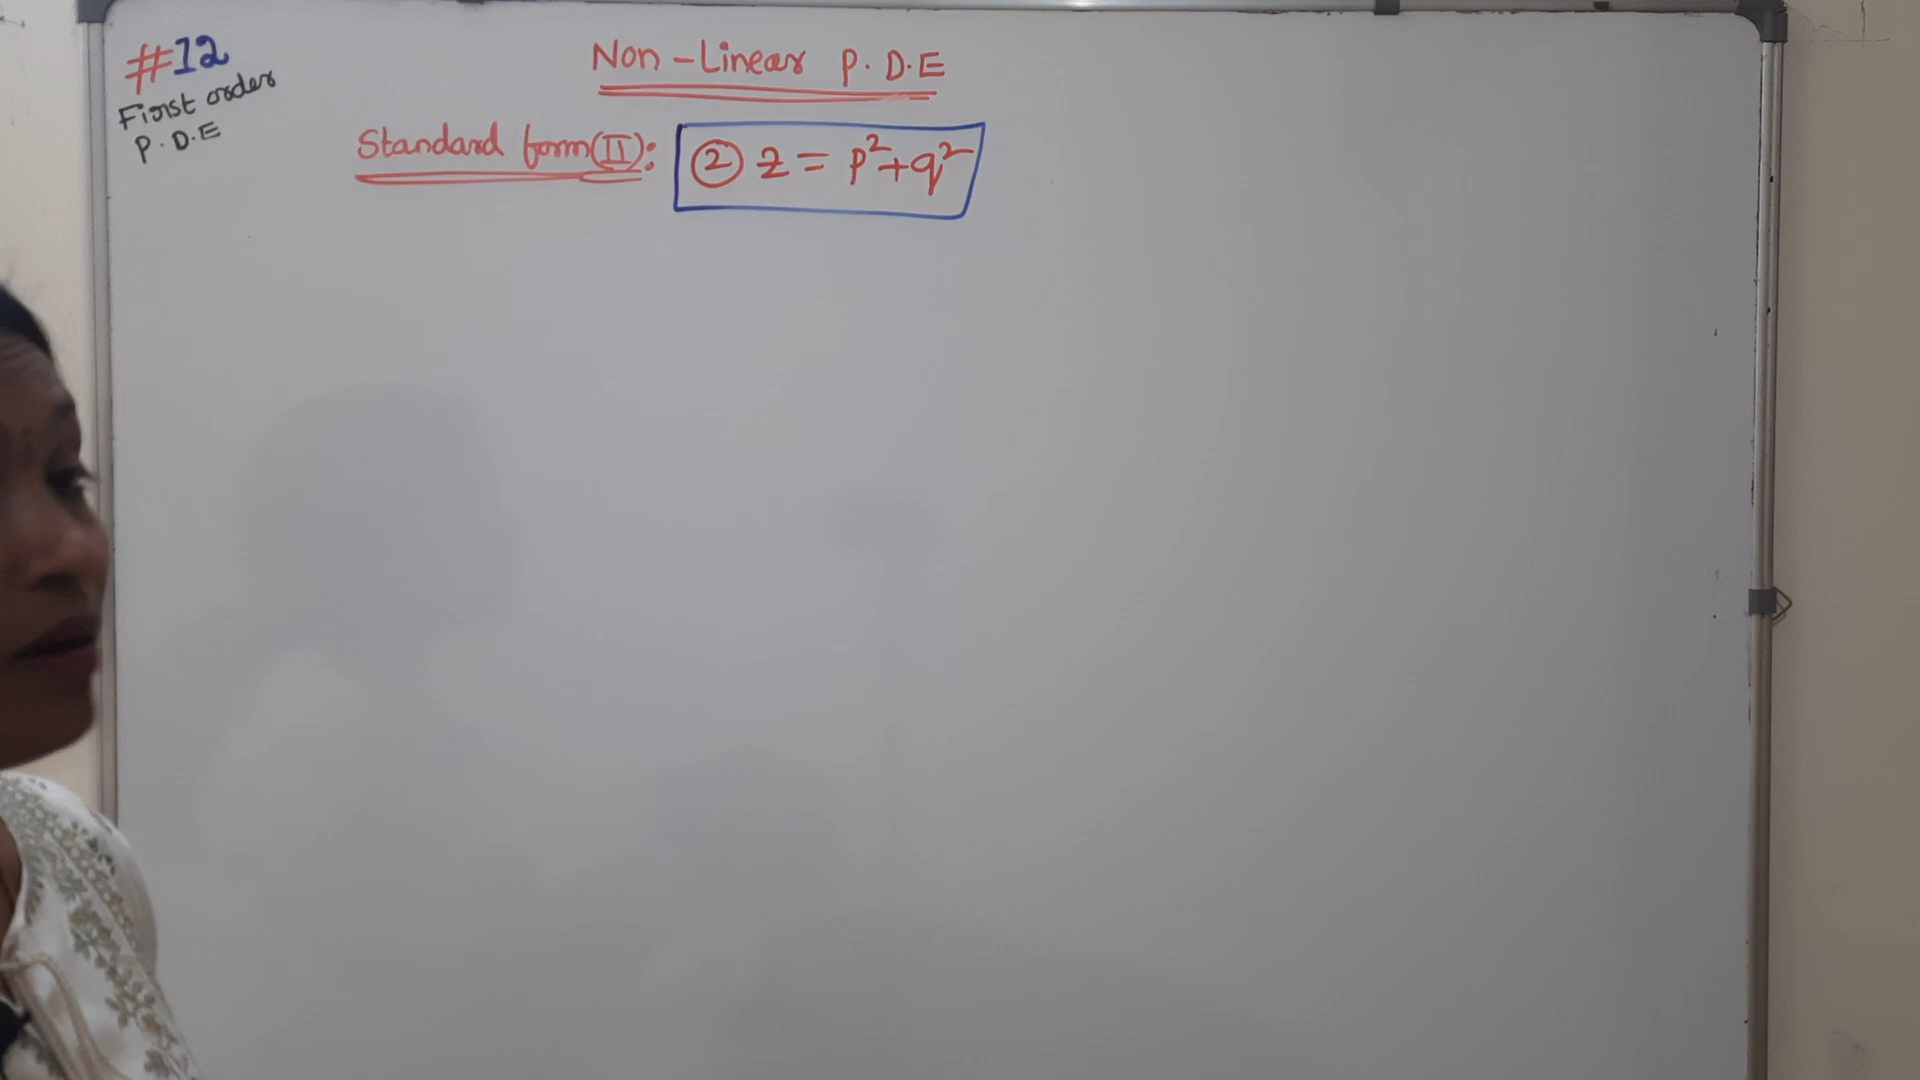 #12
First order
P.D.E
Non-Linear P.D.E
Standard form(II): ② z = p²+q²